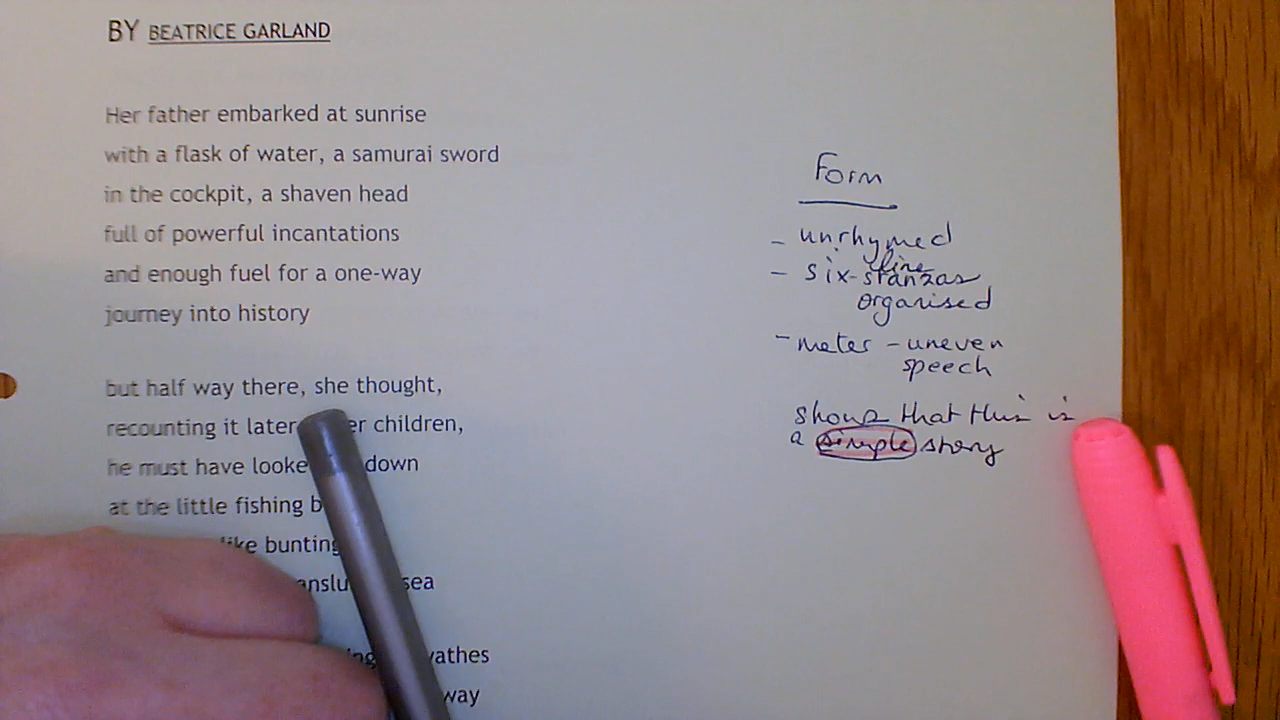 BY BEATRICE GARLAND
Her father embarked at sunrise
with a flask of water, a samurai sword
in the cockpit, a shaven head
full of powerful incantations
and enough fuel for a one-way
journey into history
but half way there, she thought,
recounting it later er children,
he must have looke down
at the little fishing b
like bunting
anslu sea
vathes
way
Form
- unrhymed
- six-line stanzas
organised
- meter - uneven
speech
shows that this is
a simple story